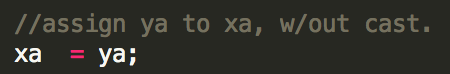 //assign ya to xa, w/out cast.
xa  = ya;